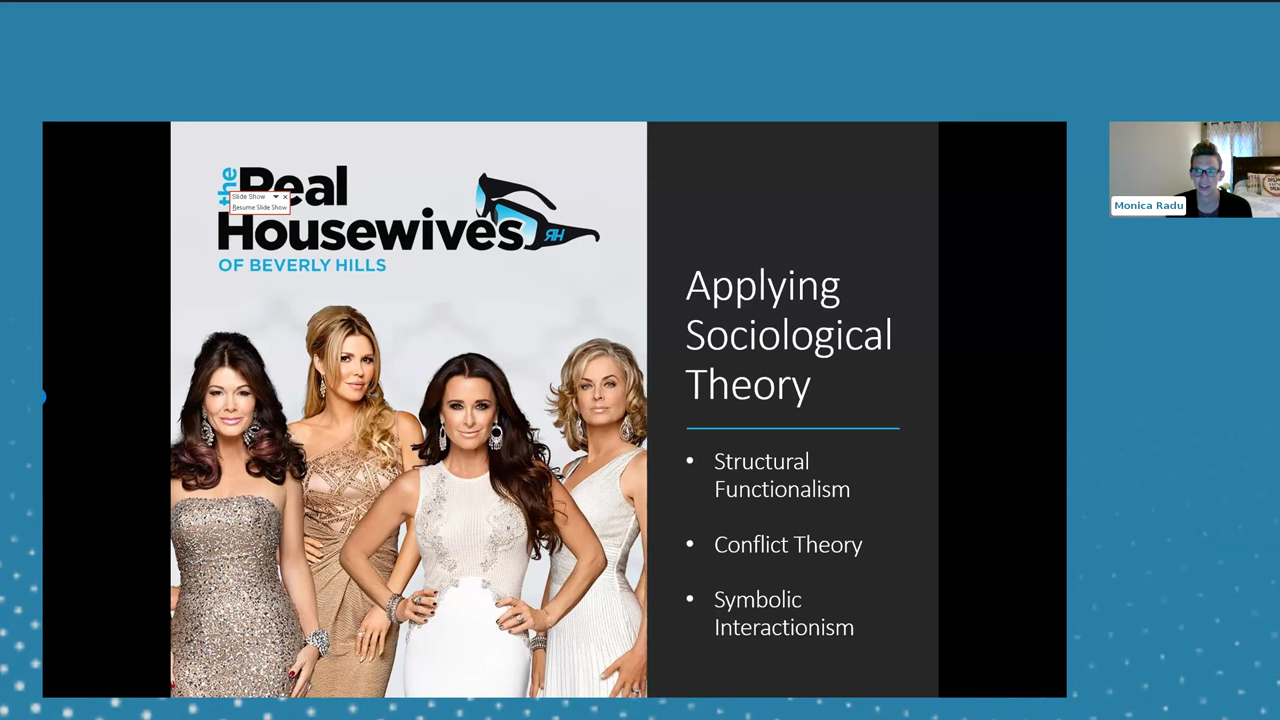 the
Real
Slide Show
Resume Slide Show
Housewives
RH
OF BEVERLY HILLS
Applying
Sociological
Theory
• Structural
Functionalism
• Conflict Theory
• Symbolic
Interactionism
Monica Radu